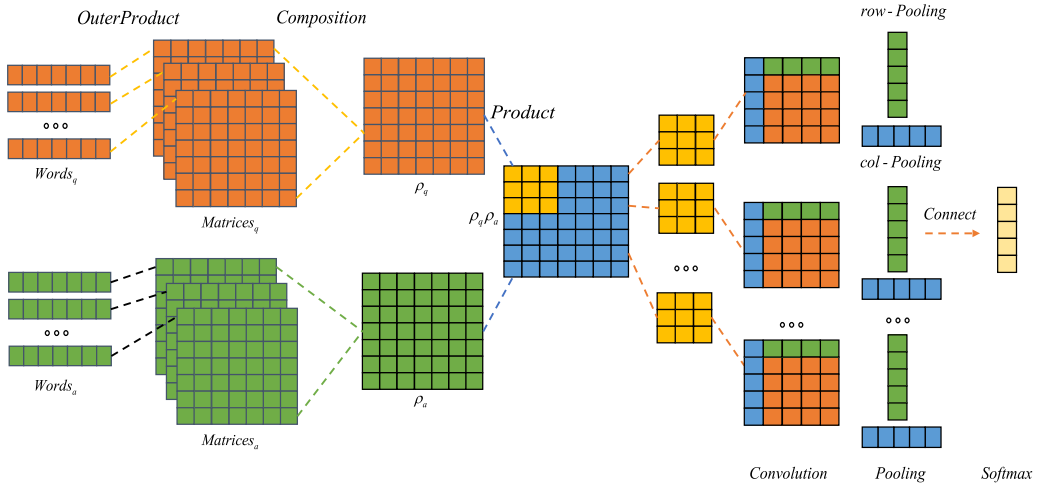 OuterProduct
Composition
row - Pooling
Words_q
Matrices_q
ρ_q
Product
ρ_qρ_a
col - Pooling
Connect
Words_a
Matrices_a
ρ_a
Convolution
Pooling
Softmax